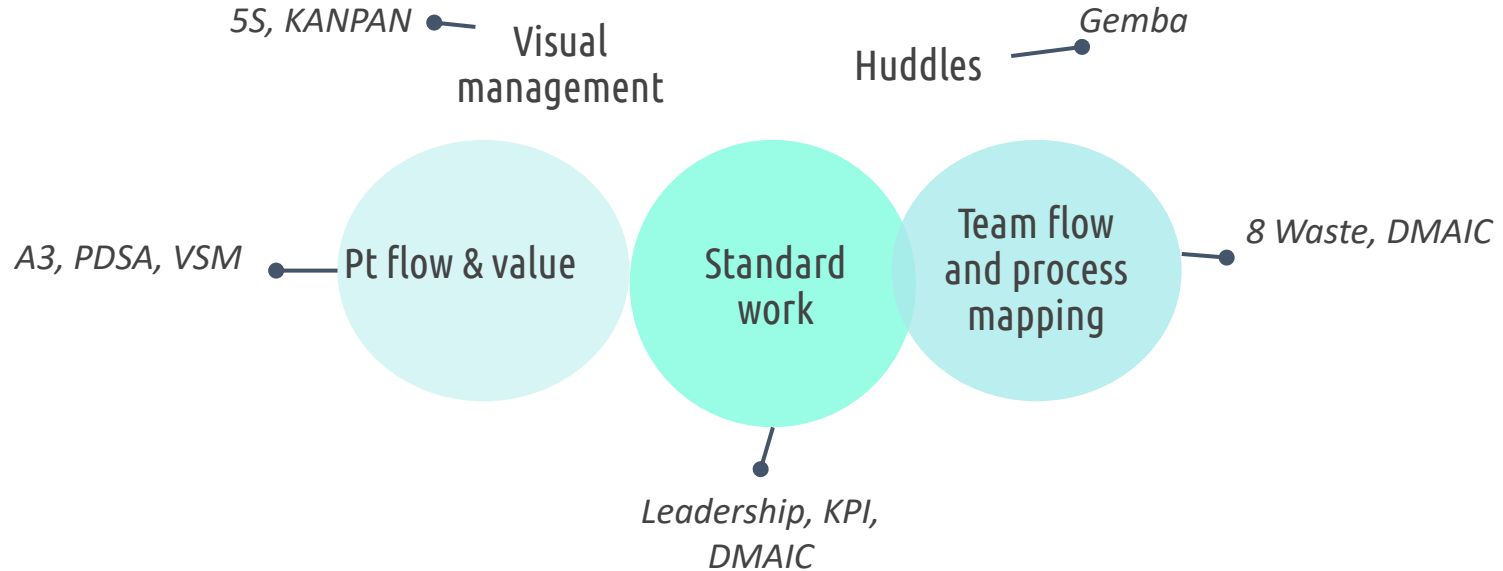 5S, KANPAN
Visual
management
Huddles
Gemba
A3, PDSA, VSM
Pt flow & value
Standard
work
Team flow
and process
mapping
8 Waste, DMAIC
Leadership, KPI,
DMAIC